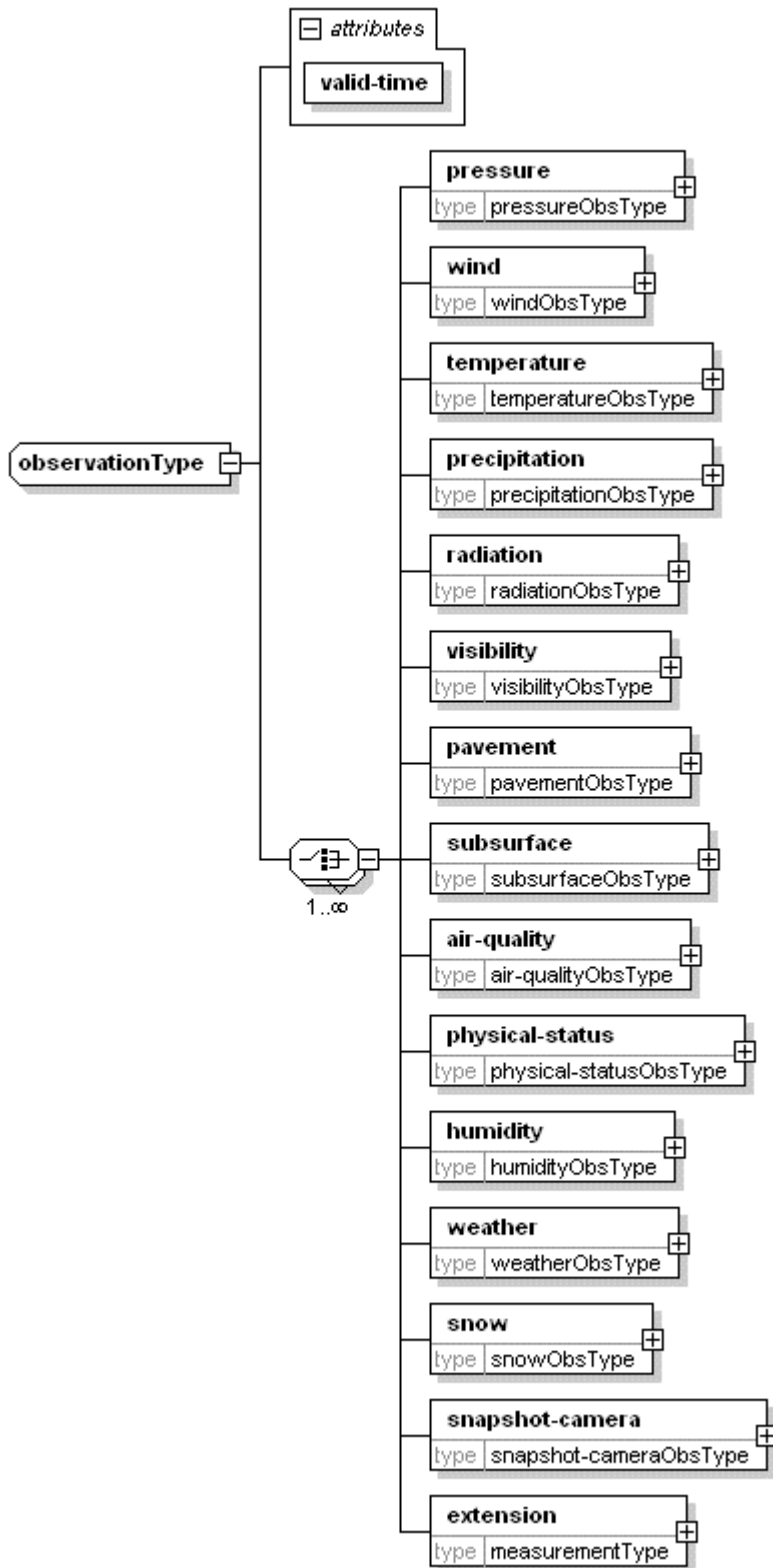 attributes
valid-time
pressure
type pressureObsType
wind
type windObsType
temperature
type temperatureObsType
observationType
precipitation
type precipitationObsType
radiation
type radiationObsType
visibility
type visibilityObsType
pavement
type pavementObsType
subsurface
type subsurfaceObsType
1..∞
air-quality
type air-qualityObsType
physical-status
type physical-statusObsType
humidity
type humidityObsType
weather
type weatherObsType
snow
type snowObsType
snapshot-camera
type snapshot-cameraObsType
extension
type measurementType